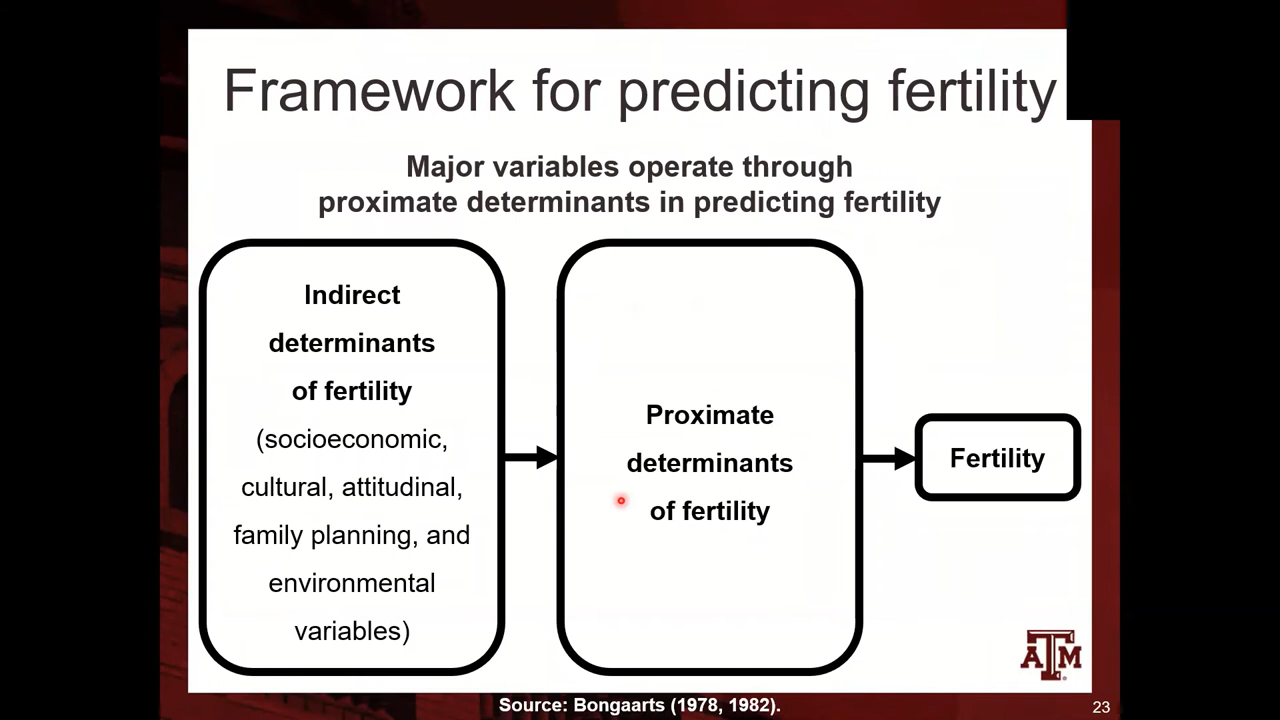 Framework for predicting fertility
Major variables operate through
proximate determinants in predicting fertility
Indirect
determinants
of fertility
(socioeconomic,
cultural, attitudinal,
family planning, and
environmental
variables)
Proximate
determinants
of fertility
Fertility
ATM
Source: Bongaarts (1978, 1982).
23